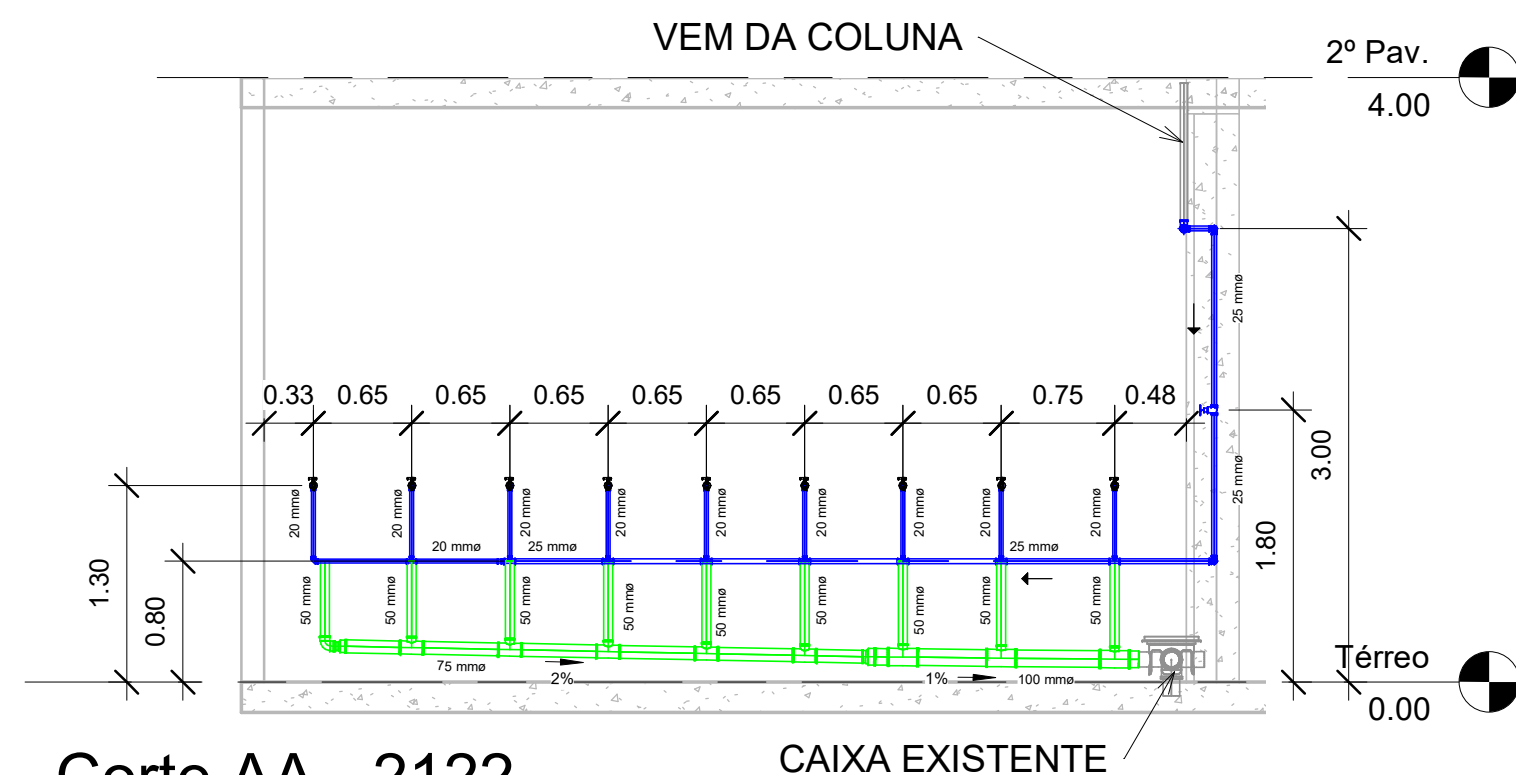 VEM DA COLUNA
2º Pav.
4.00
25 mmø
0.33 0.65 0.65 0.65 0.65 0.65 0.65 0.65 0.75 0.48
3.00
25 mmø
1.80
1.30
0.80
20 mmø 20 mmø 20 mmø 20 mmø 20 mmø 20 mmø 20 mmø 20 mmø 20 mmø
20 mmø 25 mmø 25 mmø
50 mmø 50 mmø 50 mmø 50 mmø 50 mmø 50 mmø 50 mmø 50 mmø 50 mmø
75 mmø
2%
1%
100 mmø
Térreo
0.00
CAIXA EXISTENTE
Corte AA - 2122